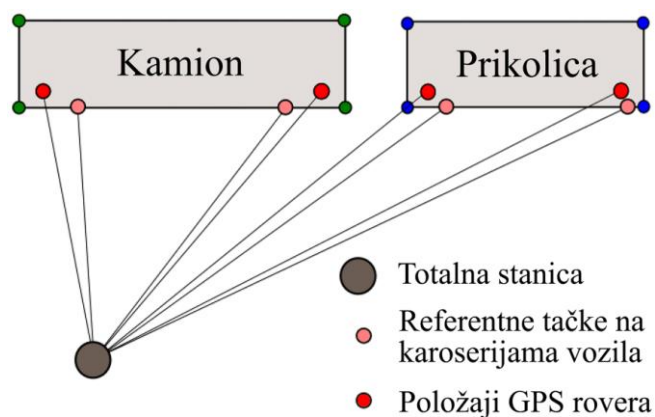 Kamion
Prikolica
Totalna stanica
Referentne tačke na
karoserijama vozila
Položaji GPS rovera